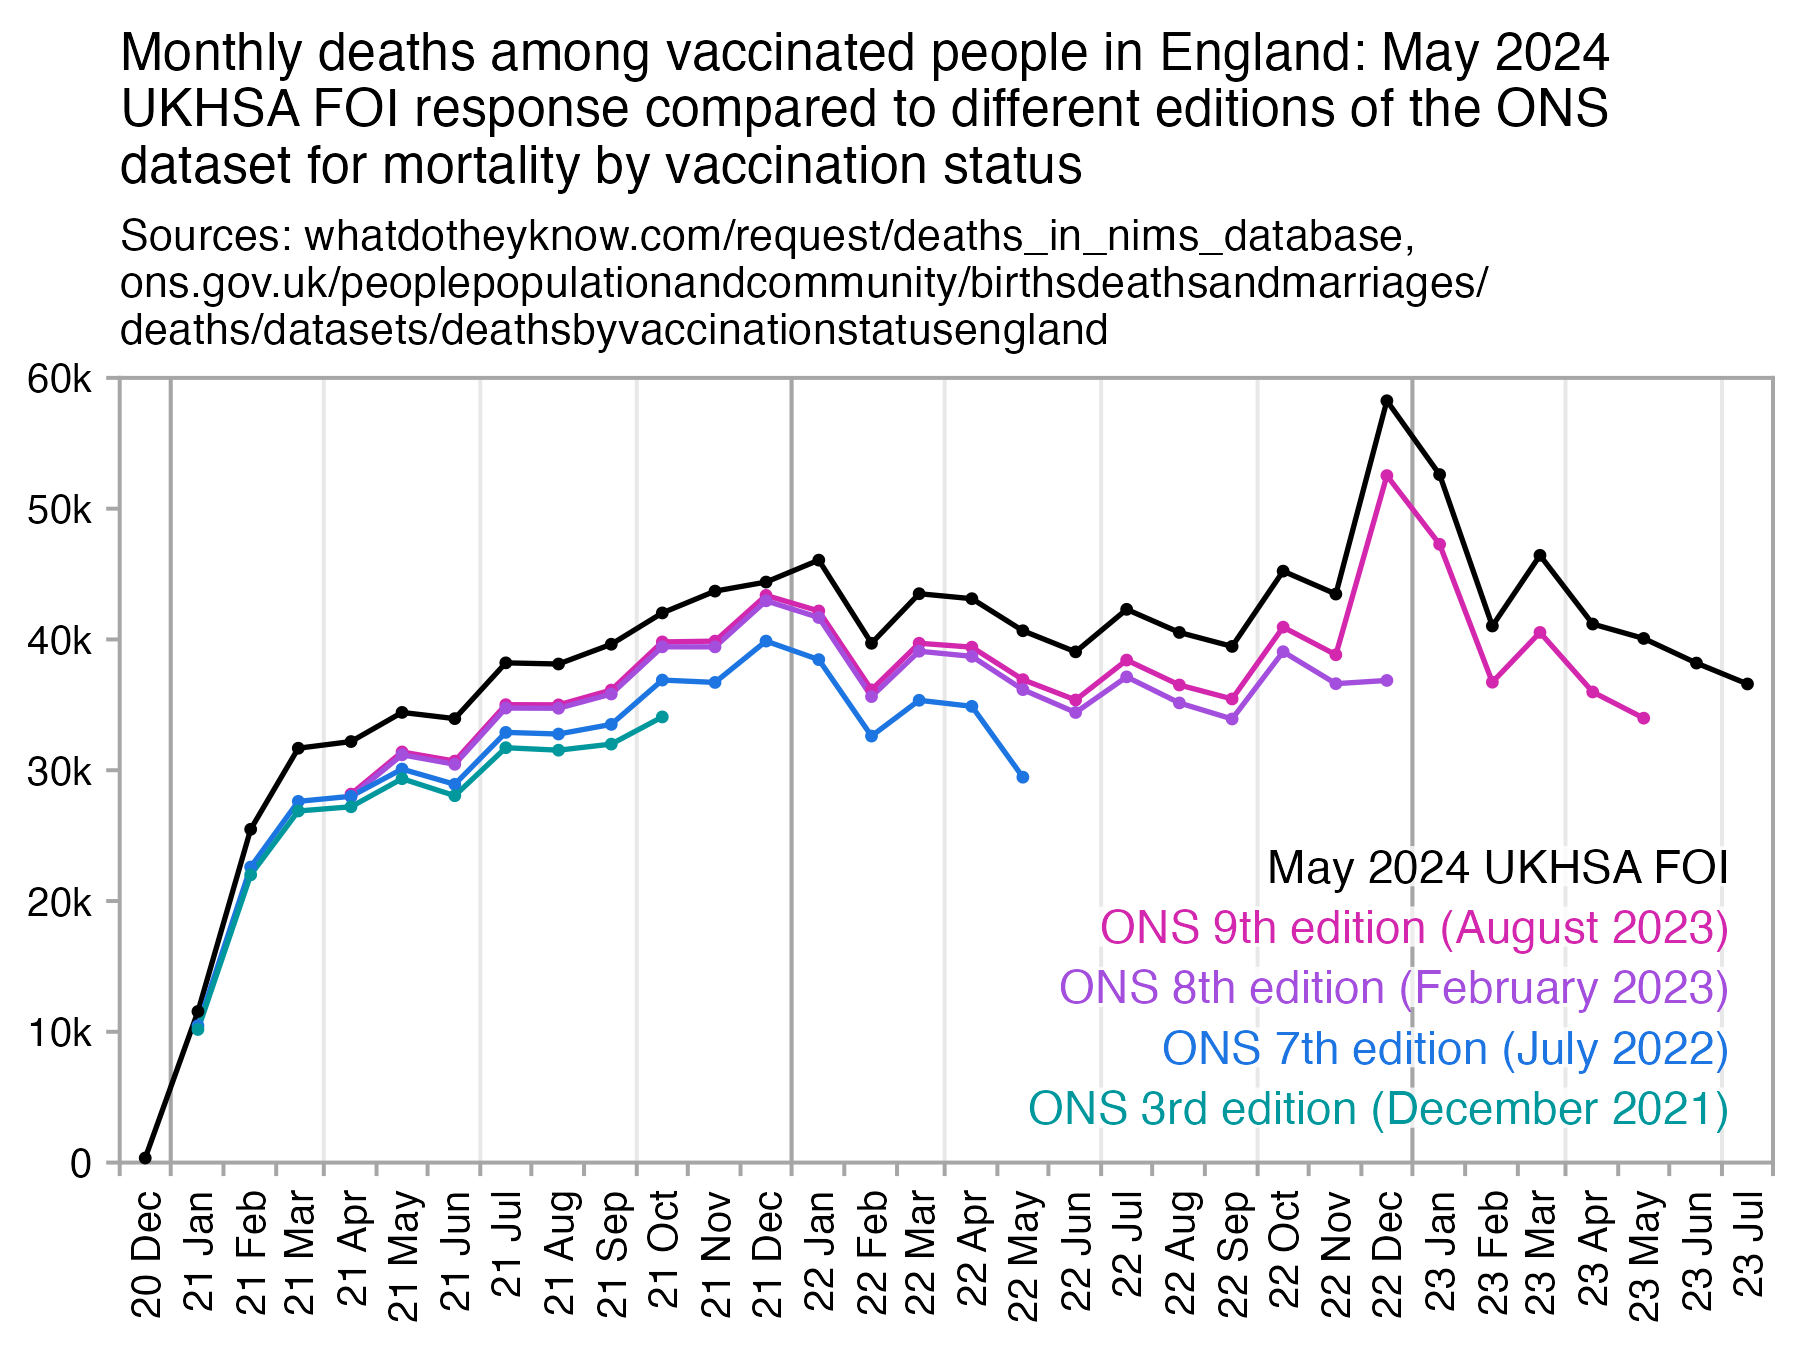 Monthly deaths among vaccinated people in England: May 2024
UKHSA FOI response compared to different editions of the ONS
dataset for mortality by vaccination status
Sources: whatdotheyknow.com/request/deaths_in_nims_database,
ons.gov.uk/peoplepopulationandcommunity/birthsdeathsandmarriages/
deaths/datasets/deathsbyvaccinationstatusengland
60k
50k
40k
30k
20k
10k
0
May 2024 UKHSA FOI
ONS 9th edition (August 2023)
ONS 8th edition (February 2023)
ONS 7th edition (July 2022)
ONS 3rd edition (December 2021)
20 Dec
21 Jan
21 Feb
21 Mar
21 Apr
21 May
21 Jun
21 Jul
21 Aug
21 Sep
21 Oct
21 Nov
21 Dec
22 Jan
22 Feb
22 Mar
22 Apr
22 May
22 Jun
22 Jul
22 Aug
22 Sep
22 Oct
22 Nov
22 Dec
23 Jan
23 Feb
23 Mar
23 Apr
23 May
23 Jun
23 Jul